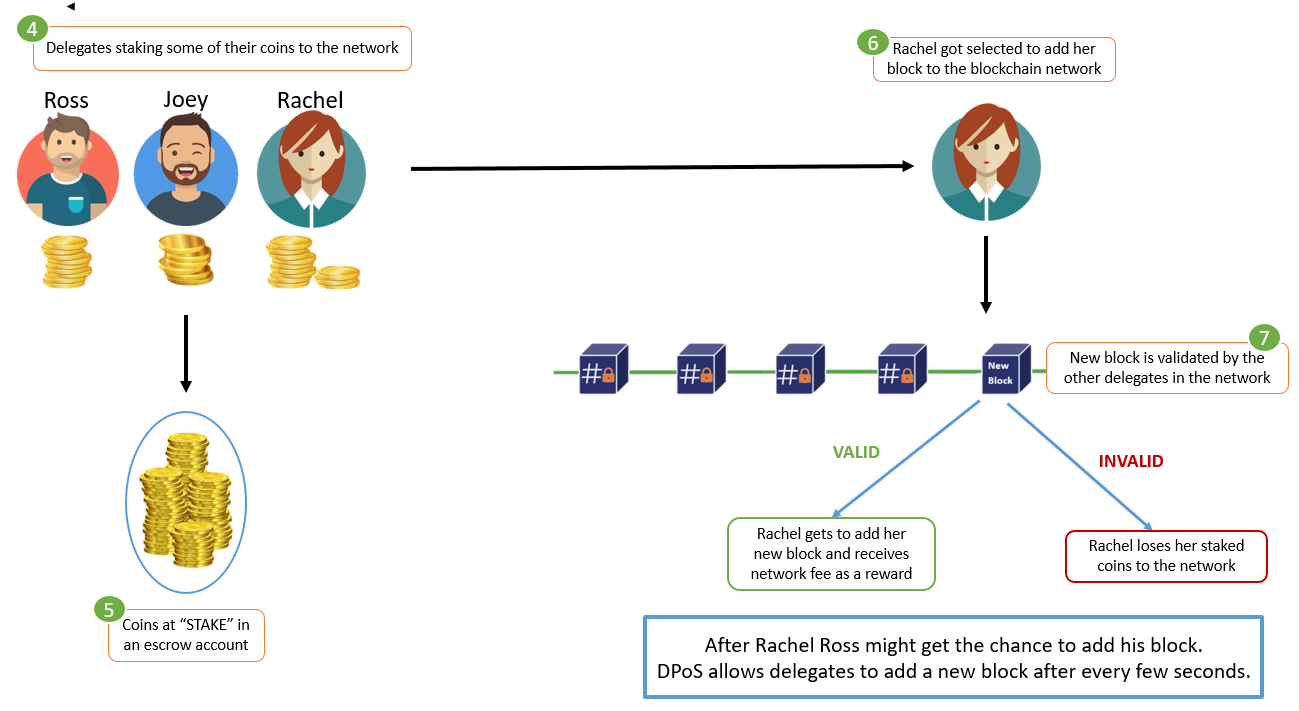 4
Delegates staking some of their coins to the network
Ross
Joey
Rachel
5
Coins at “STAKE” in
an escrow account
6
Rachel got selected to add her
block to the blockchain network
#
#
#
#
New
Block
7
New block is validated by the
other delegates in the network
VALID
INVALID
Rachel gets to add her
new block and receives
network fee as a reward
Rachel loses her staked
coins to the network
After Rachel Ross might get the chance to add his block.
DPoS allows delegates to add a new block after every few seconds.